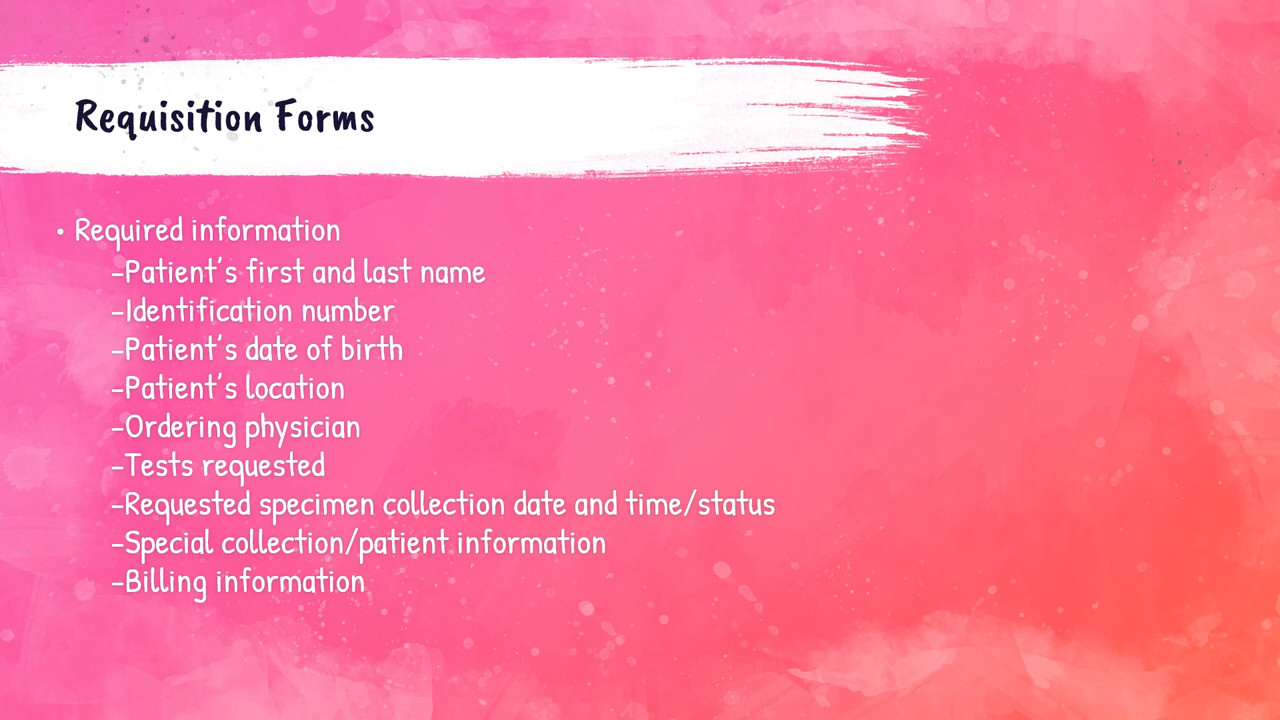 Requisition Forms
• Required information
–Patient's first and last name
–Identification number
–Patient's date of birth
–Patient's location
–Ordering physician
–Tests requested
–Requested specimen collection date and time/status
–Special collection/patient information
–Billing information